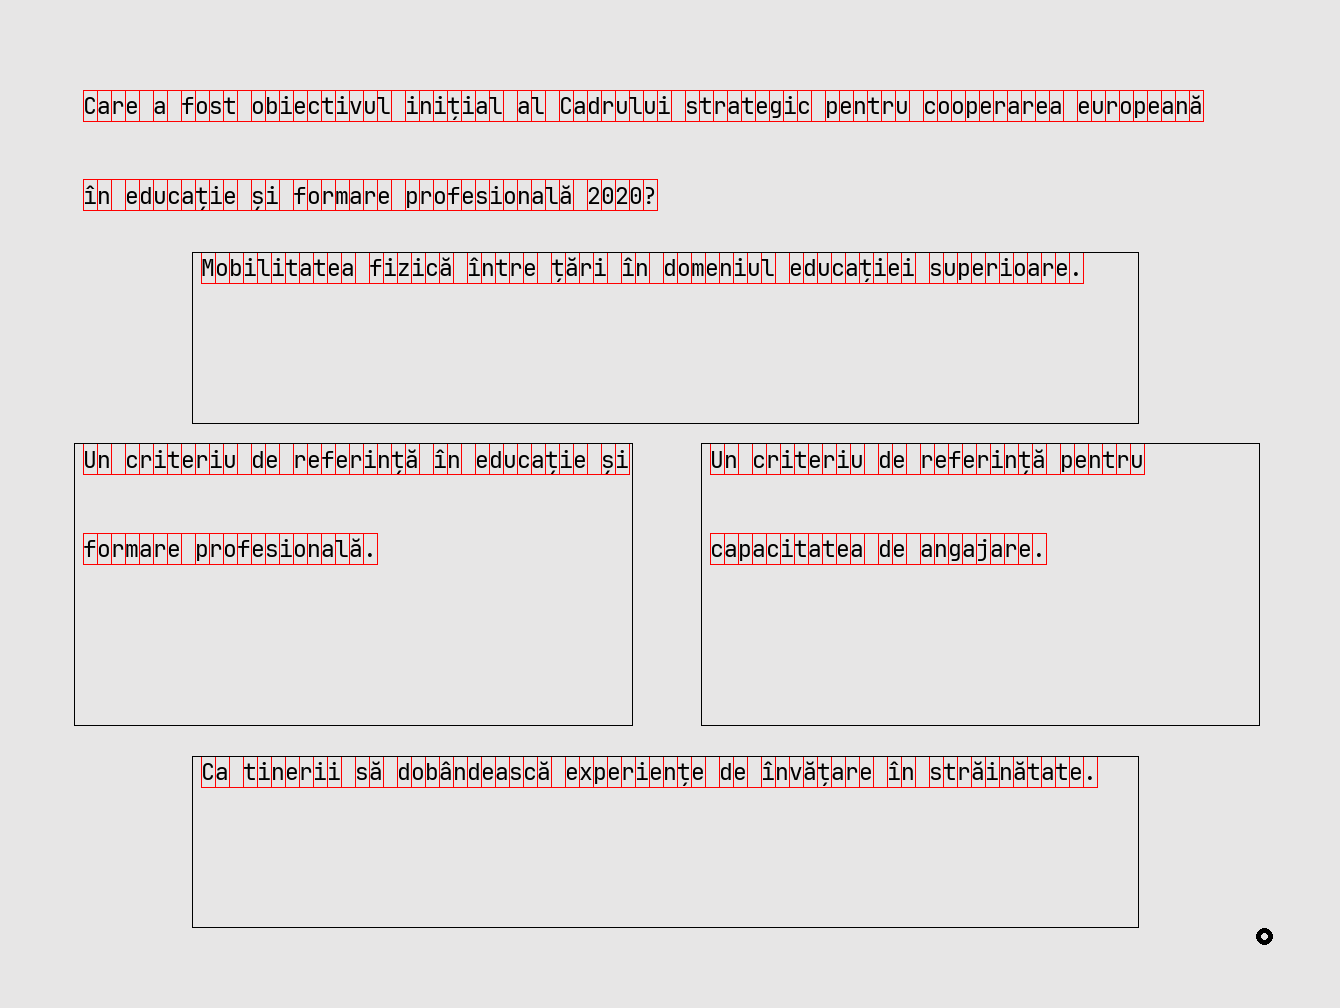 Care a fost obiectivul inițial al Cadrului strategic pentru cooperarea europeană
în educație și formare profesională 2020?
Mobilitatea fizică între țări în domeniul educației superioare.
Un criteriu de referință în educație și
formare profesională.
Un criteriu de referință pentru
capacitatea de angajare.
Ca tinerii să dobândească experiențe de învățare în străinătate.